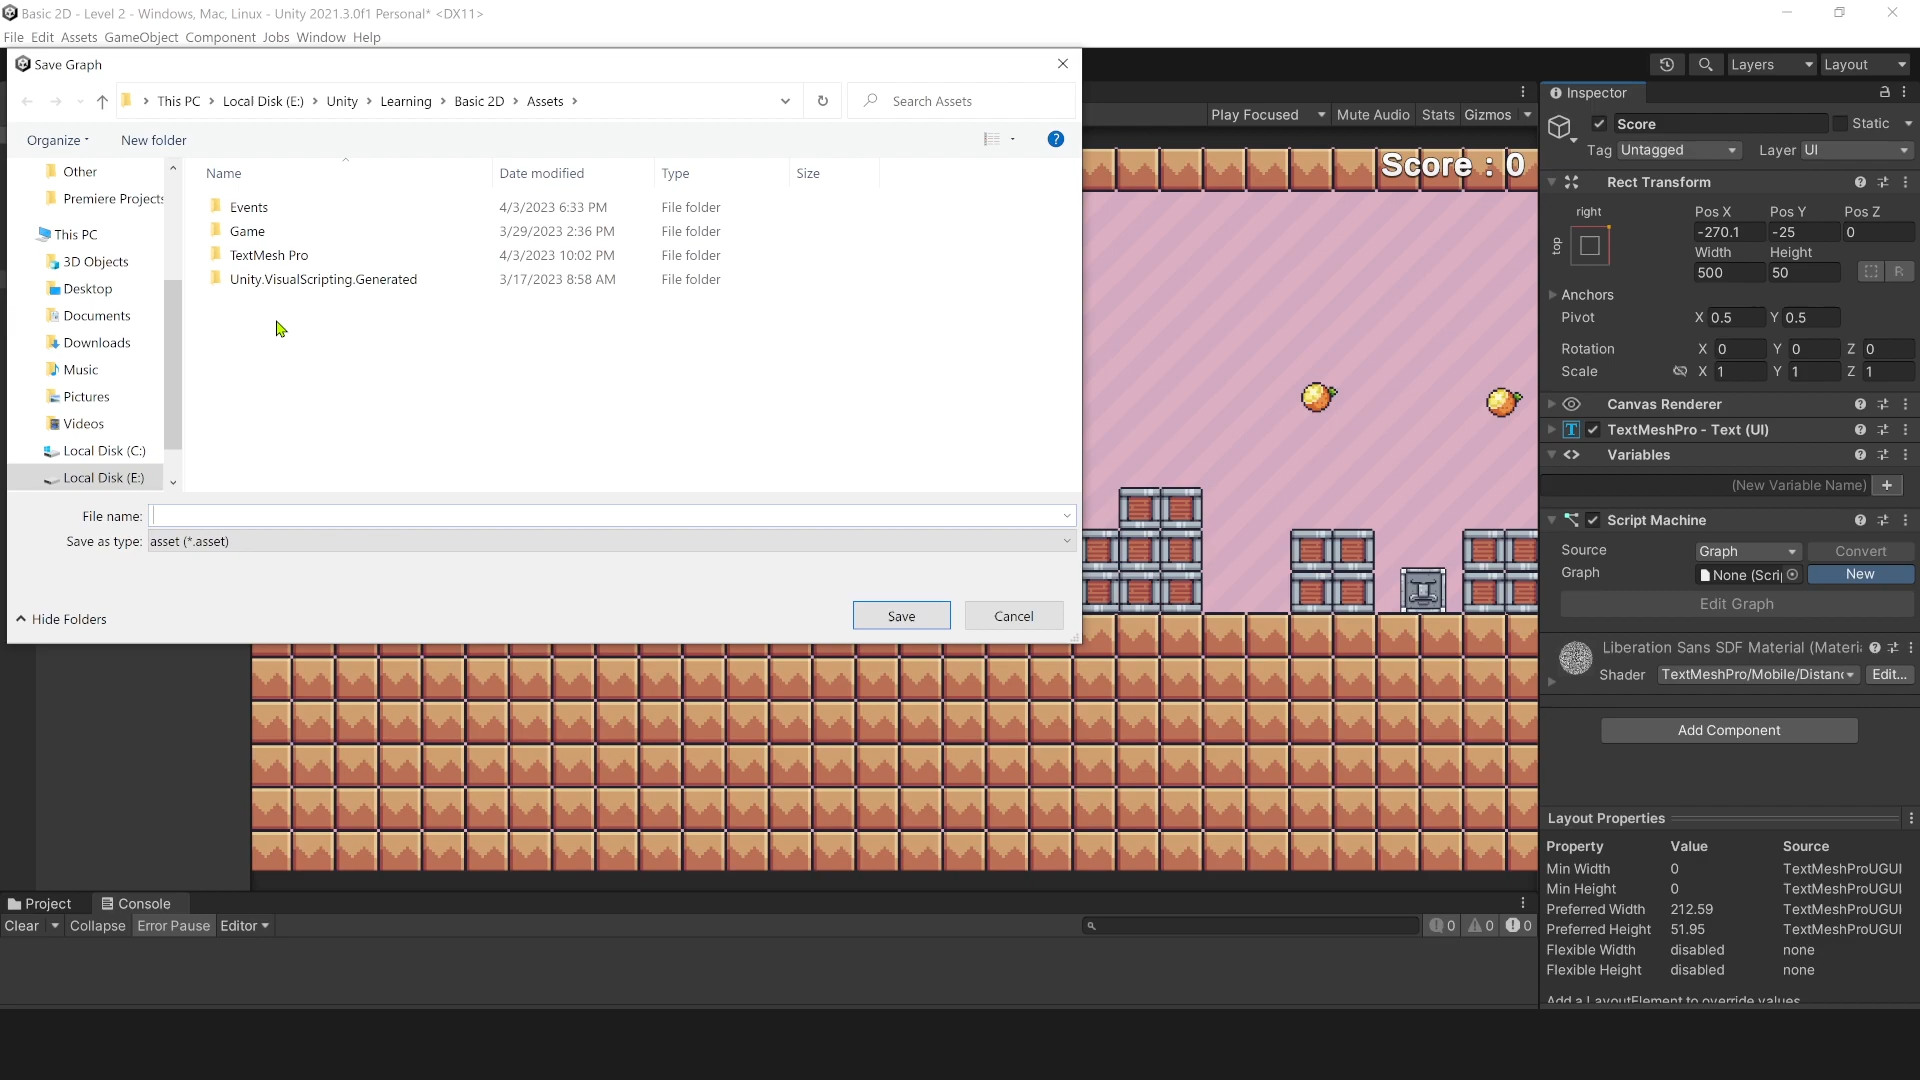 Basic 2D - Level 2 - Windows, Mac, Linux - Unity 2021.3.0f1 Personal* <DX11>
File Edit Assets GameObject Component Jobs Window Help
Save Graph
This PC > Local Disk (E:) > Unity > Learning > Basic 2D > Assets >
Search Assets
Organize
New folder
Name
Date modified
Type
Size
Other
Premiere Projects
This PC
3D Objects
Desktop
Documents
Downloads
Music
Pictures
Videos
Local Disk (C:)
Local Disk (E:)
Events 4/3/2023 6:33 PM File folder
Game 3/29/2023 2:36 PM File folder
TextMesh Pro 4/3/2023 10:02 PM File folder
Unity.VisualScripting.Generated 3/17/2023 8:58 AM File folder
File name:
Save as type: asset (*.asset)
Hide Folders
Save
Cancel
Play Focused
Mute Audio
Stats
Gizmos
Score : 0
Layers
Layout
Inspector
Score
Static
Tag Untagged
Layer UI
Rect Transform
right
top
Pos X Pos Y Pos Z
-270.1 -25 0
Width Height
500 50
R
Anchors
Pivot X 0.5 Y 0.5
Rotation X 0 Y 0 Z 0
Scale X 1 Y 1 Z 1
Canvas Renderer
TextMeshPro - Text (UI)
Variables
(New Variable Name) +
Script Machine
Source Graph Convert
Graph None (Scri New
Edit Graph
Liberation Sans SDF Material (Materi
Shader TextMeshPro/Mobile/Distanc Edit...
Add Component
Layout Properties
Property Value Source
Min Width 0 TextMeshProUGUI
Min Height 0 TextMeshProUGUI
Preferred Width 212.59 TextMeshProUGUI
Preferred Height 51.95 TextMeshProUGUI
Flexible Width disabled none
Flexible Height disabled none
Add a LayoutElement to override values
Project
Console
Clear
Collapse
Error Pause
Editor
0
0
0